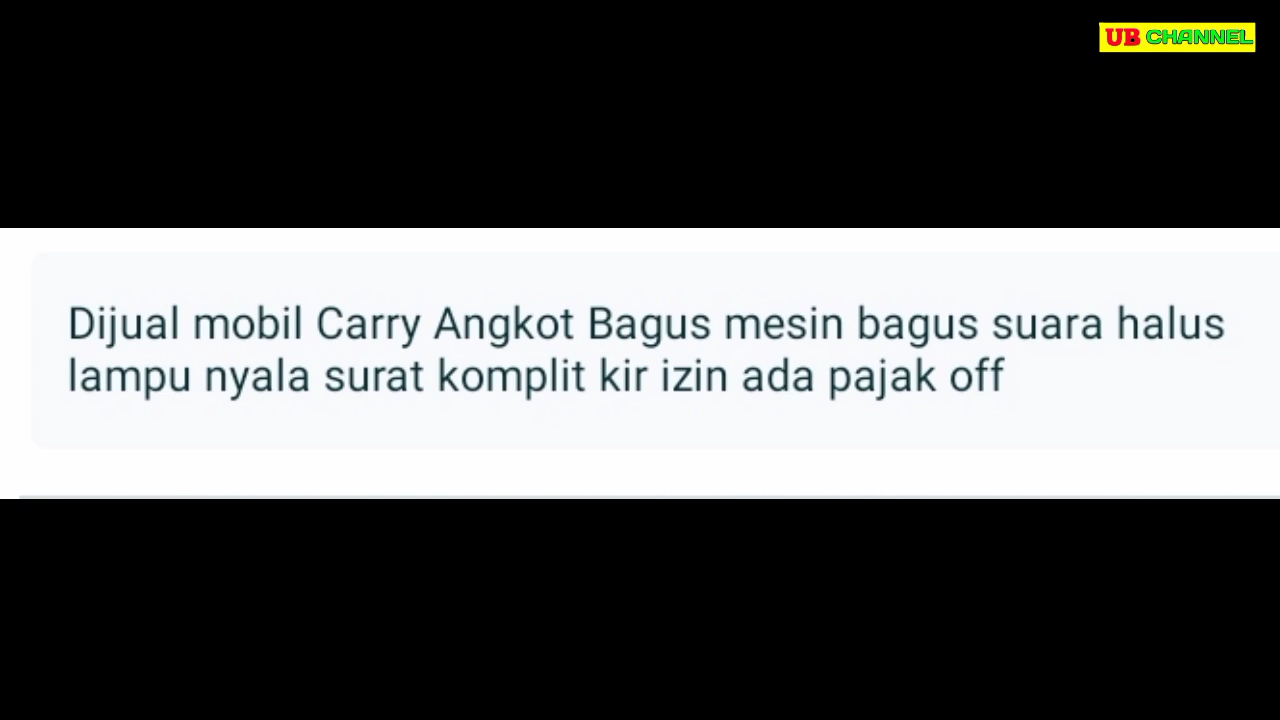 UB CHANNEL
Dijual mobil Carry Angkot Bagus mesin bagus suara halus
lampu nyala surat komplit kir izin ada pajak off